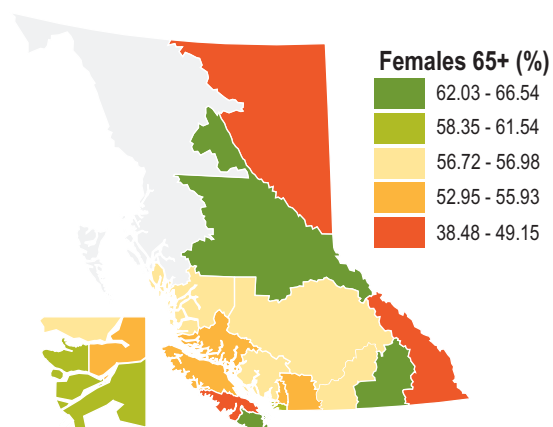 Females 65+ (%)
62.03 - 66.54
58.35 - 61.54
56.72 - 56.98
52.95 - 55.93
38.48 - 49.15